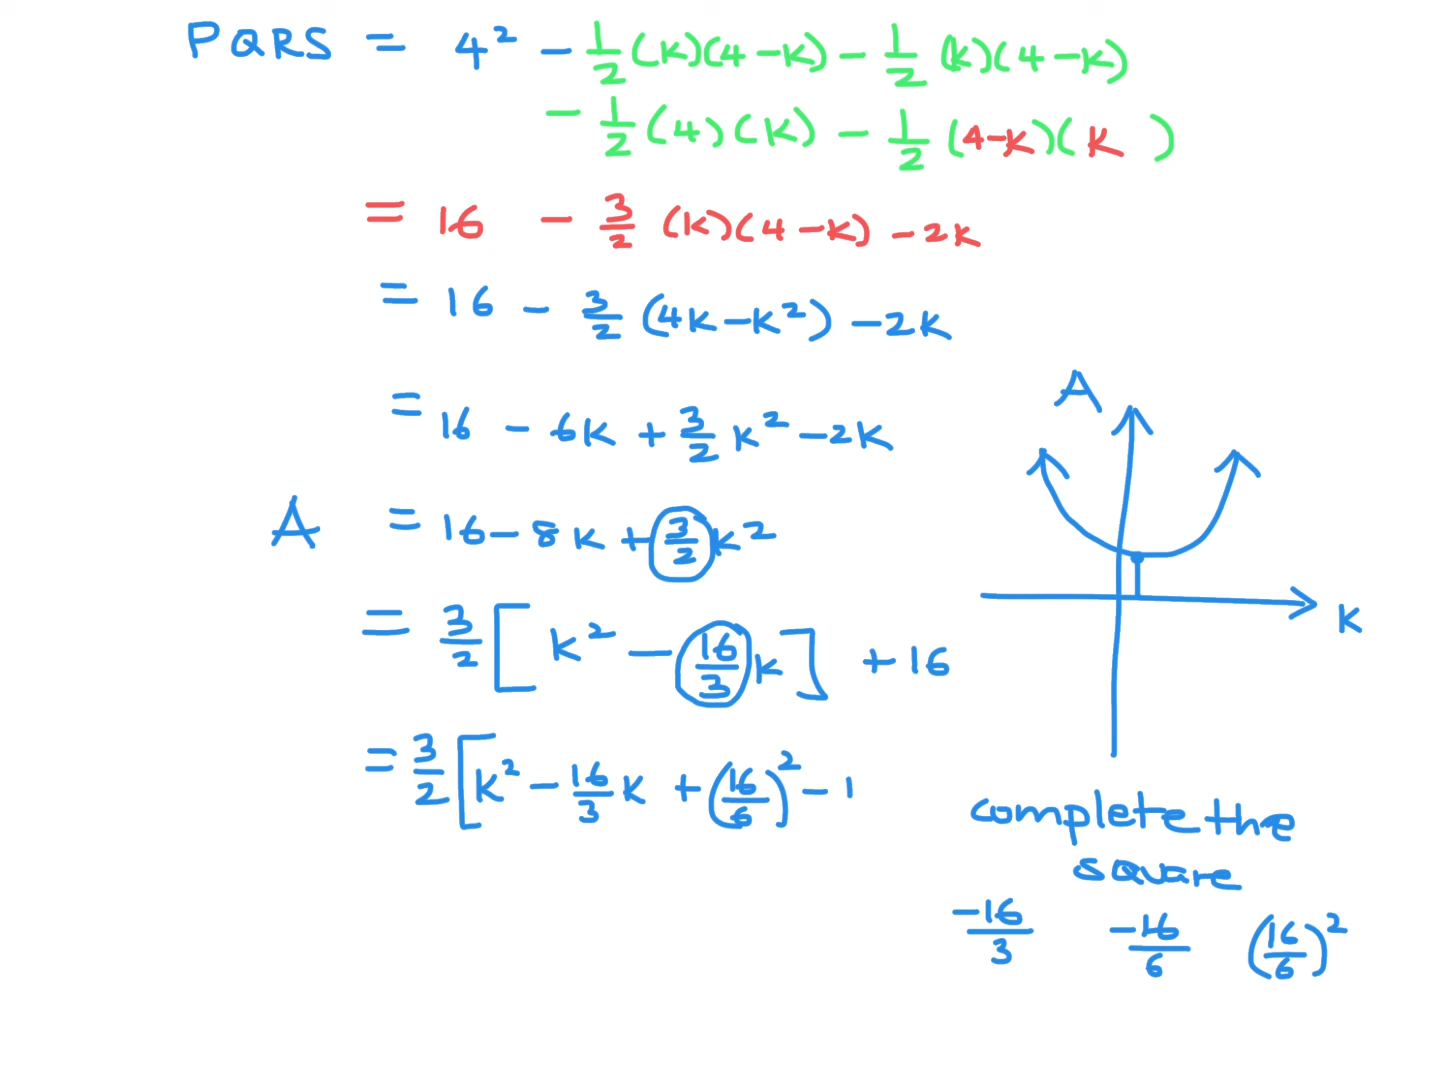 PQRS = 4² - 1/2 (K)(4-K) - 1/2 (K)(4-K)
- 1/2 (4)(K) - 1/2 (4-K)(K )
= 16 - 3/2 (K)(4-K) - 2K
= 16 - 3/2 (4K-K²) - 2K
= 16 - 6K + 3/2 K² - 2K
A = 16 - 8K + 3/2 K²
= 3/2 [ K² - 16/3 K ] + 16
= 3/2 [ K² - 16/3 K + (16/6)² - 1
A
K
complete the
square
-16/3 -16/6 (16/6)²